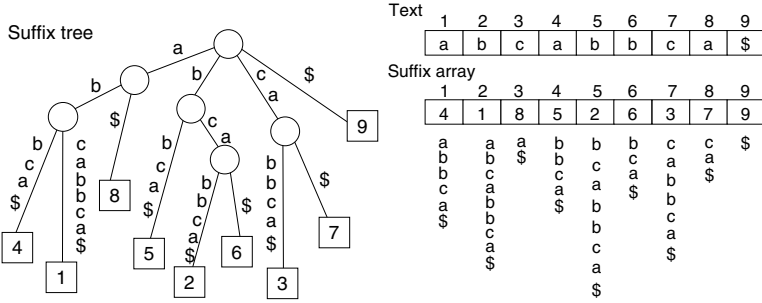 Suffix tree
a
b
c a
$
b
$
b c a $
c a b b c a $
b c a $
c a
b b c a $
$
b b c a $
$
4
1
8
5
2
6
3
7
9
Text
1 2 3 4 5 6 7 8 9
a b c a b b c a $
Suffix array
1 2 3 4 5 6 7 8 9
4 1 8 5 2 6 3 7 9
a b b c a $
a b c a b b c a $
a $
b b c a $
b c a b b c a $
b c a $
c a b b c a $
c a $
$